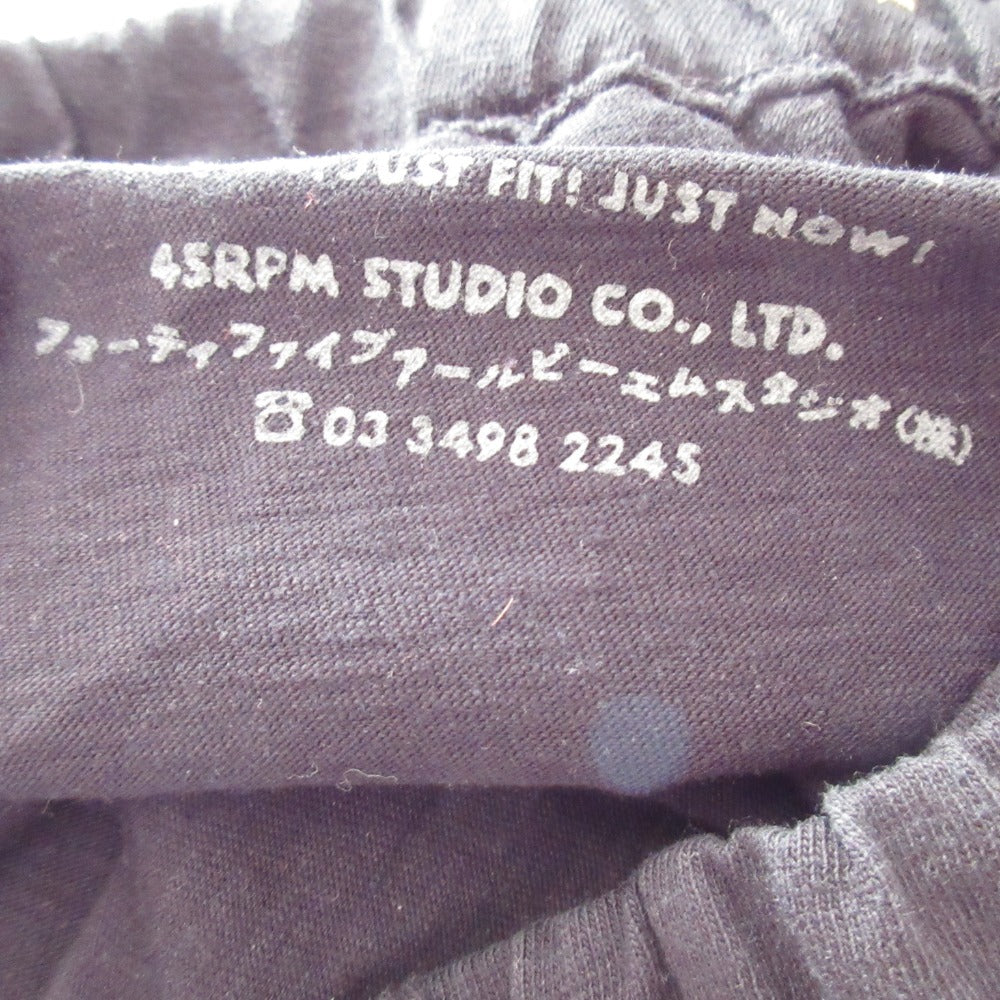 JUST FIT! JUST NOW!
45RPM STUDIO CO., LTD.
フォーティファイブアールピーエムスタジオ(株)
☎03 3498 2245